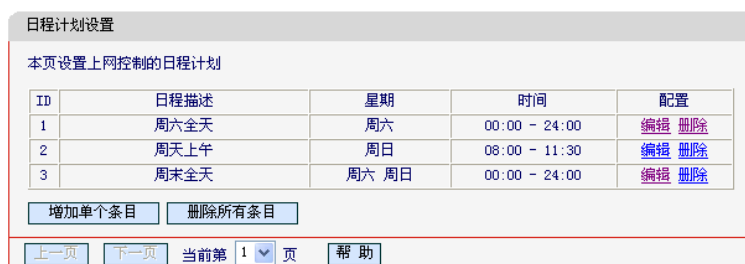 日程计划设置
本页设置上网控制的日程计划
ID 日程描述 星期 时间 配置
1 周六全天 周六 00:00 - 24:00 编辑 删除
2 周天上午 周日 08:00 - 11:30 编辑 删除
3 周末全天 周六 周日 00:00 - 24:00 编辑 删除
增加单个条目 删除所有条目
上一页 下一页 当前第 1 页 帮 助